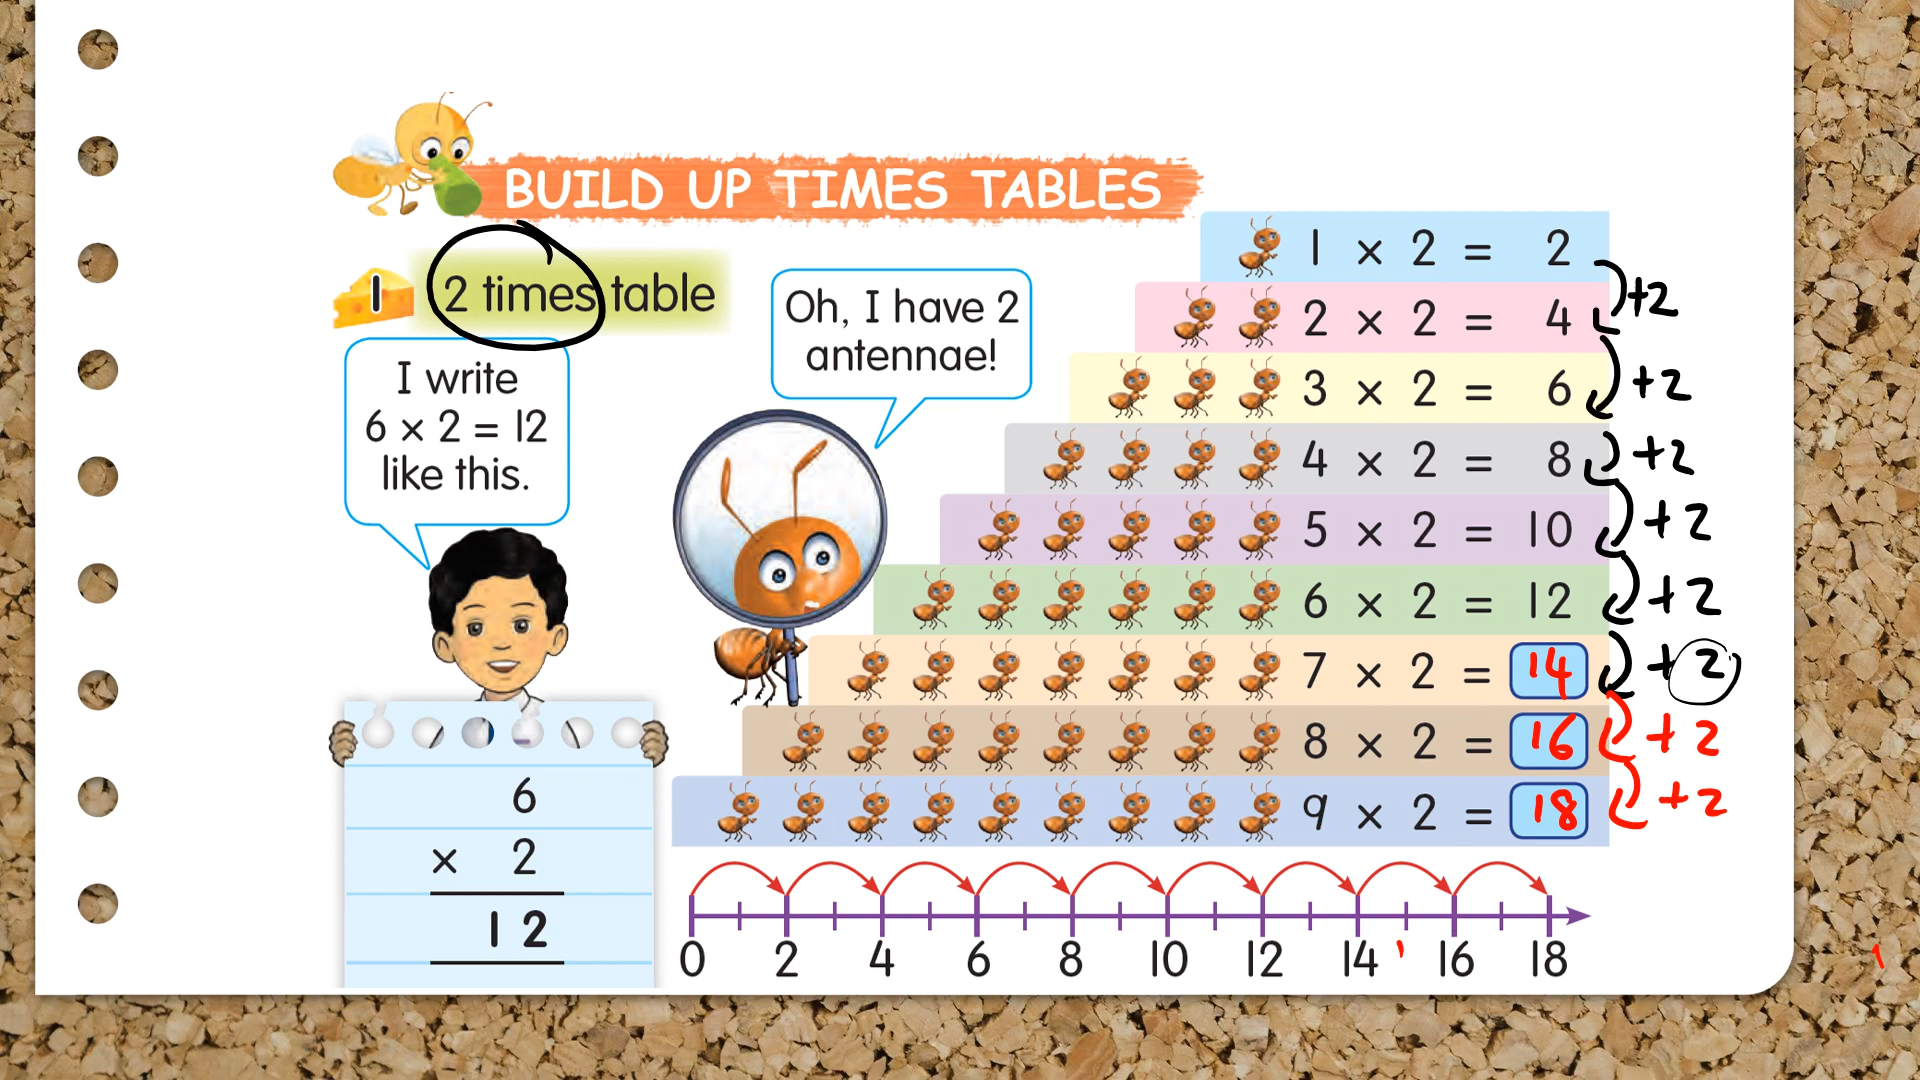 BUILD UP TIMES TABLES
1 2 times table
I write
6 × 2 = 12
like this.
Oh, I have 2
antennae!
1 × 2 = 2
+2
2 × 2 = 4
+2
3 × 2 = 6
+2
4 × 2 = 8
+2
5 × 2 = 10
+2
6 × 2 = 12
+2
7 × 2 = 14
+2
8 × 2 = 16
+2
9 × 2 = 18
6
× 2
12
0 2 4 6 8 10 12 14 16 18